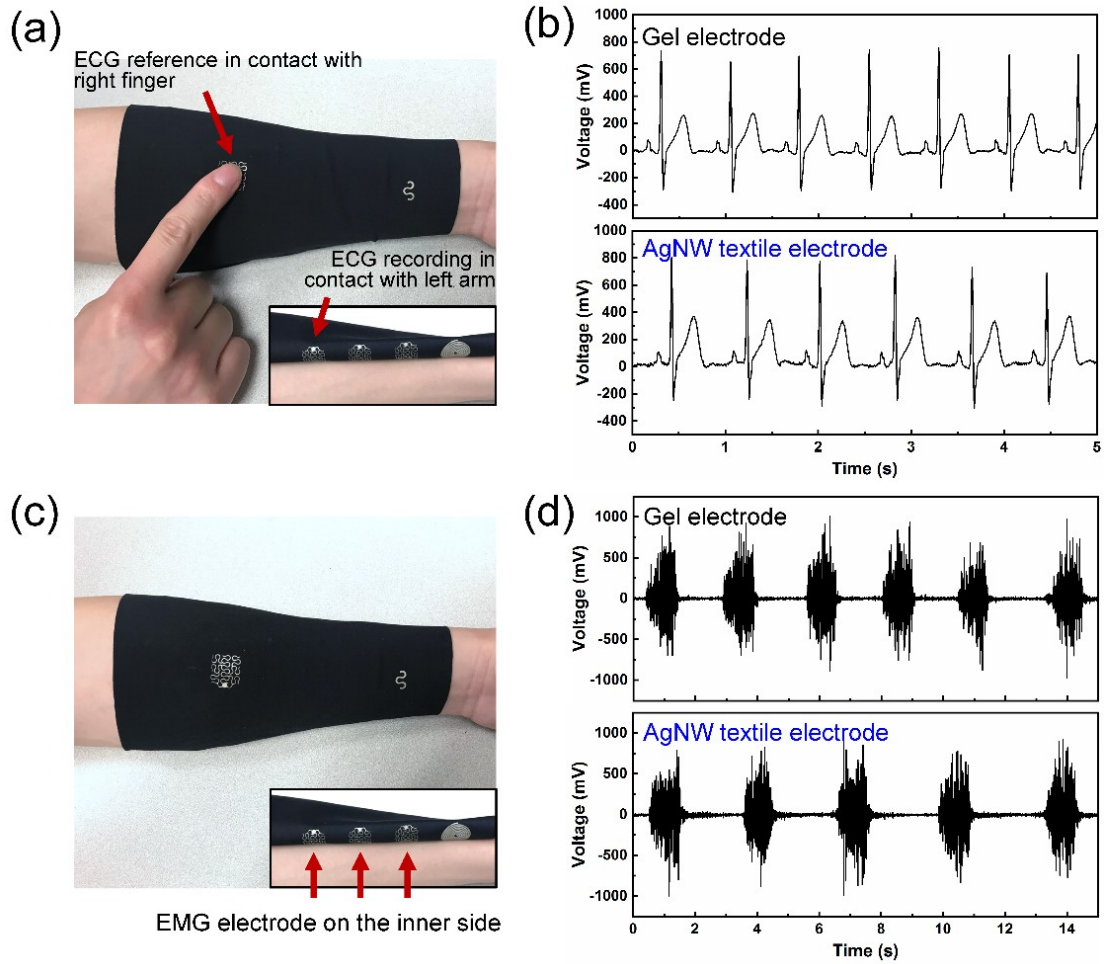 (a)
ECG reference in contact with
right finger
ECG recording in
contact with left arm
(b)
Gel electrode
Voltage (mV)
1000
800
600
400
200
0
-200
-400
AgNW textile electrode
Voltage (mV)
1000
800
600
400
200
0
-200
-400
0
1
2
3
4
5
Time (s)
(c)
EMG electrode on the inner side
(d)
Gel electrode
Voltage (mV)
1000
500
0
-500
-1000
AgNW textile electrode
Voltage (mV)
1000
500
0
-500
-1000
0
2
4
6
8
10
12
14
Time (s)